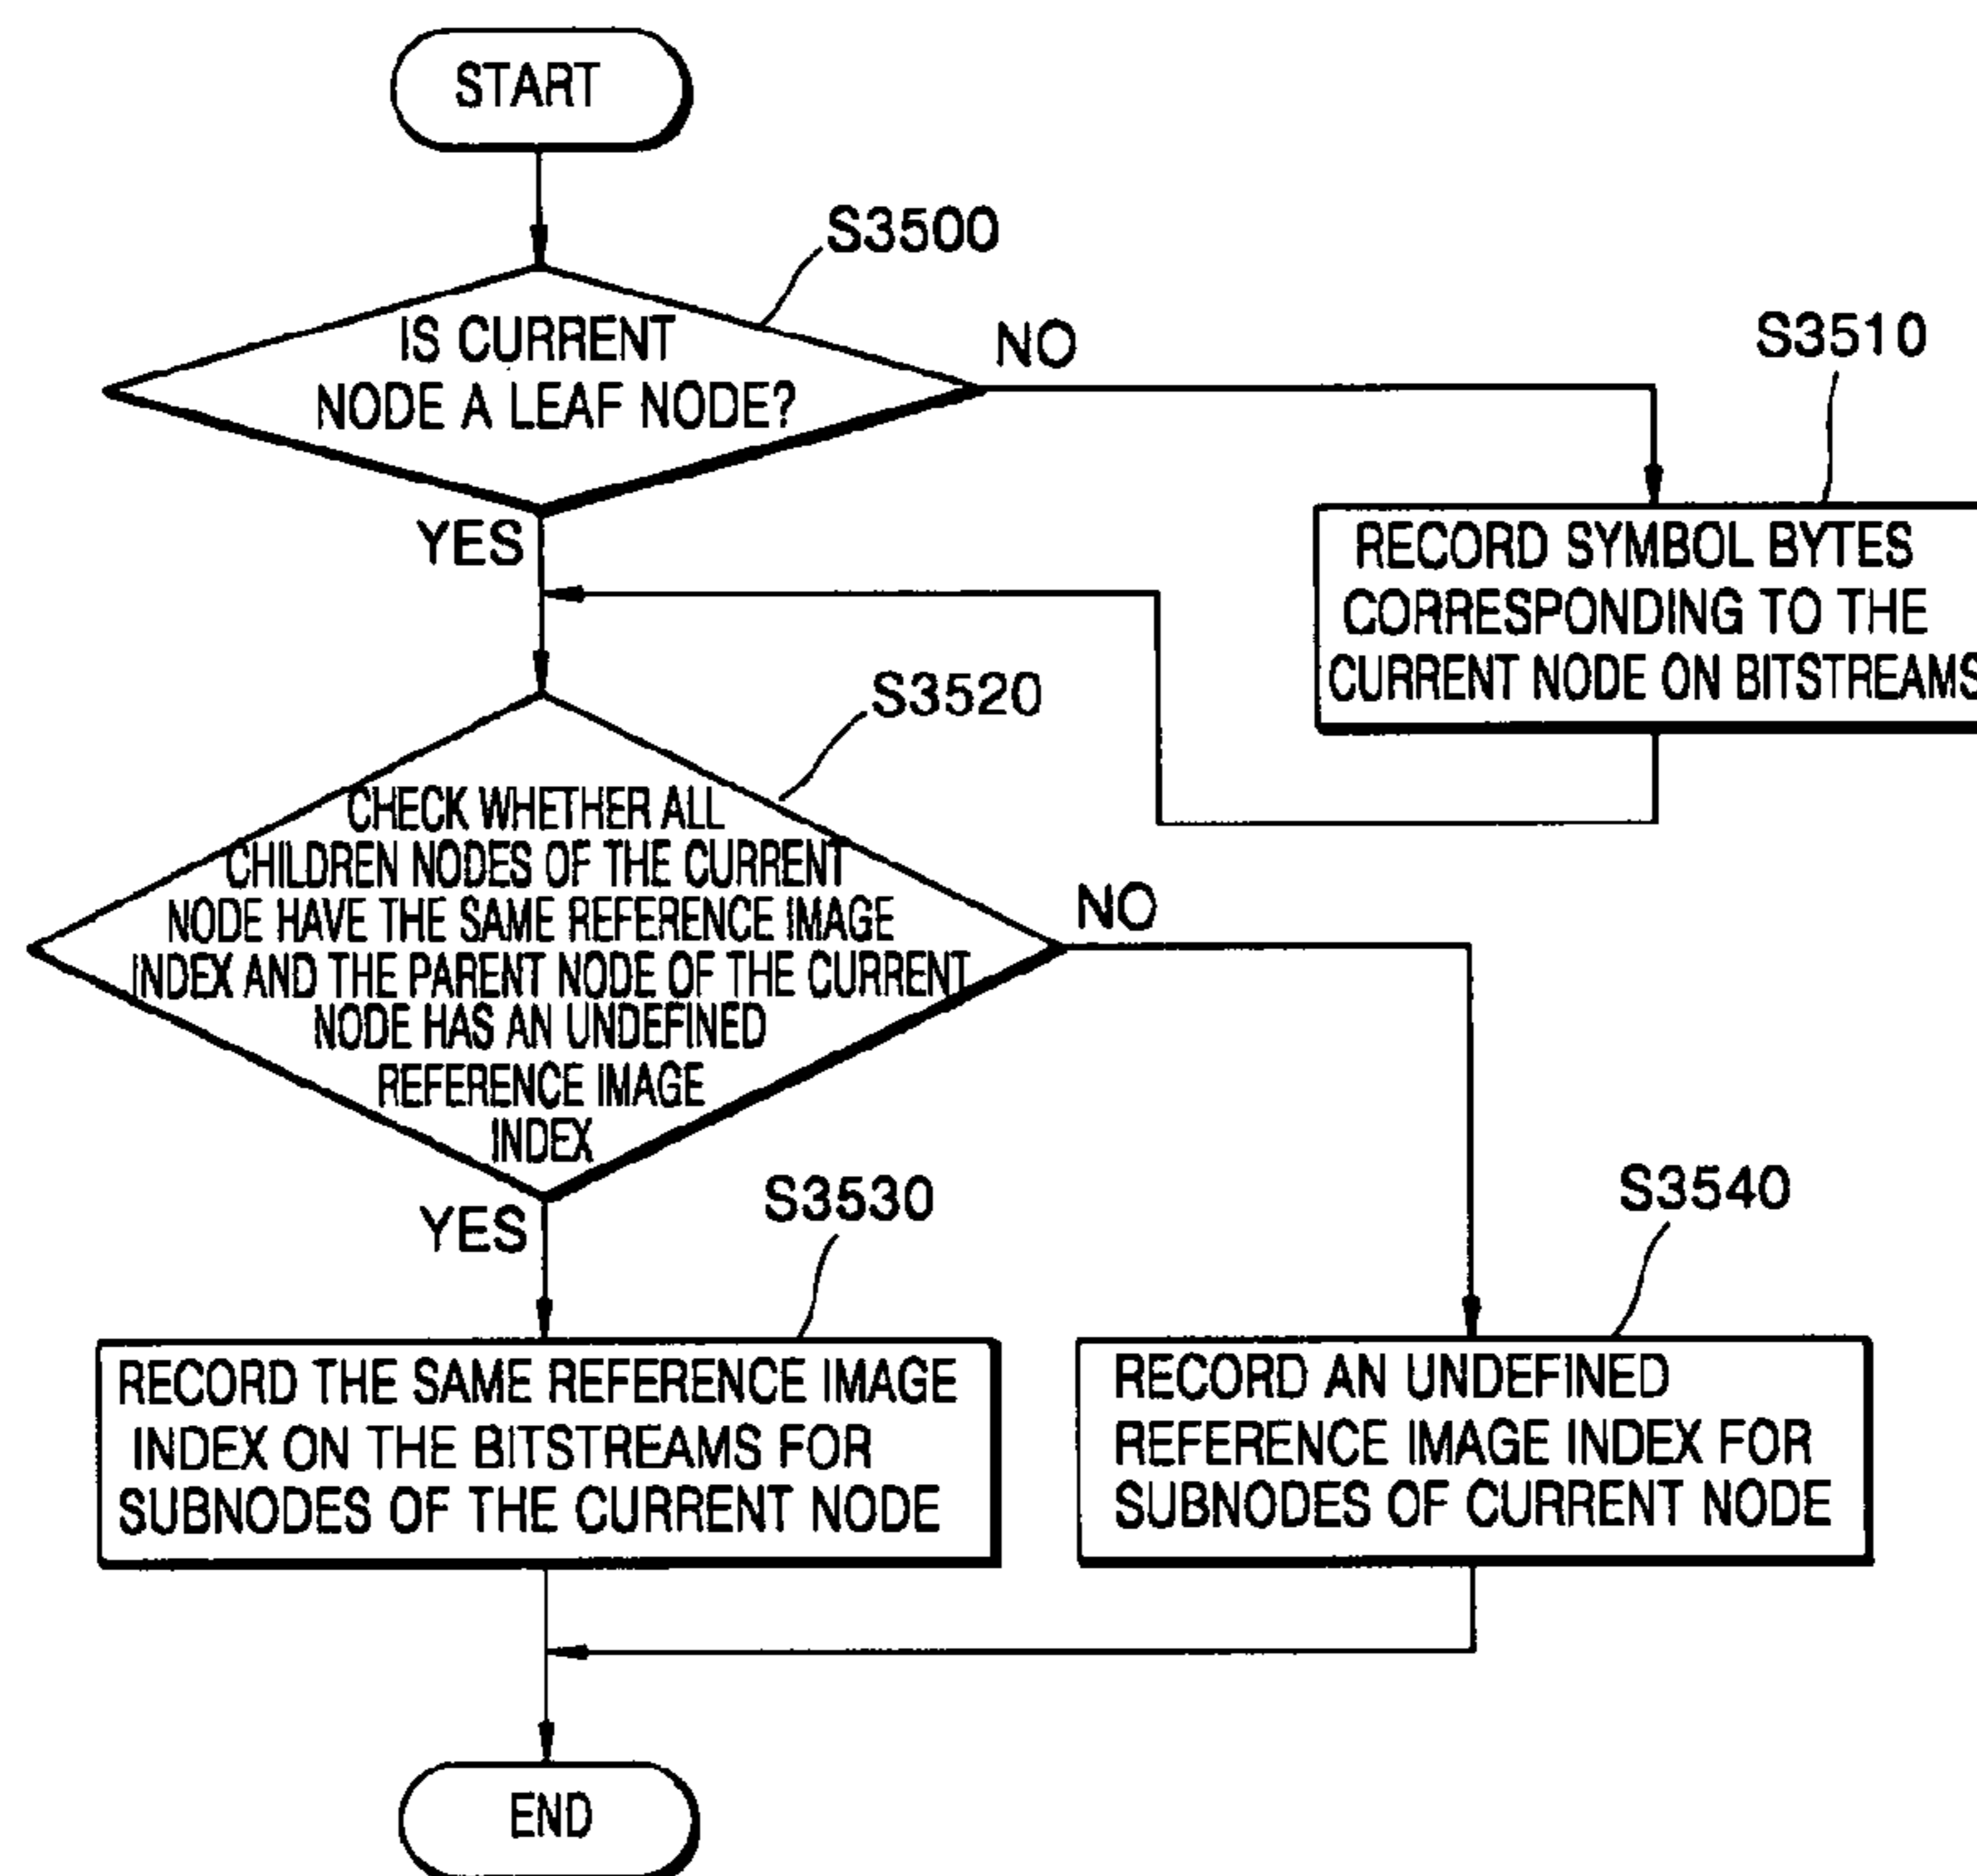 START
S3500
IS CURRENT
NODE A LEAF NODE?
NO
S3510
YES
RECORD SYMBOL BYTES
CORRESPONDING TO THE
CURRENT NODE ON BITSTREAMS
S3520
CHECK WHETHER ALL
CHILDREN NODES OF THE CURRENT
NODE HAVE THE SAME REFERENCE IMAGE
INDEX AND THE PARENT NODE OF THE CURRENT
NODE HAS AN UNDEFINED
REFERENCE IMAGE
INDEX
NO
YES
S3530
S3540
RECORD THE SAME REFERENCE IMAGE
INDEX ON THE BITSTREAMS FOR
SUBNODES OF THE CURRENT NODE
RECORD AN UNDEFINED
REFERENCE IMAGE INDEX FOR
SUBNODES OF CURRENT NODE
END